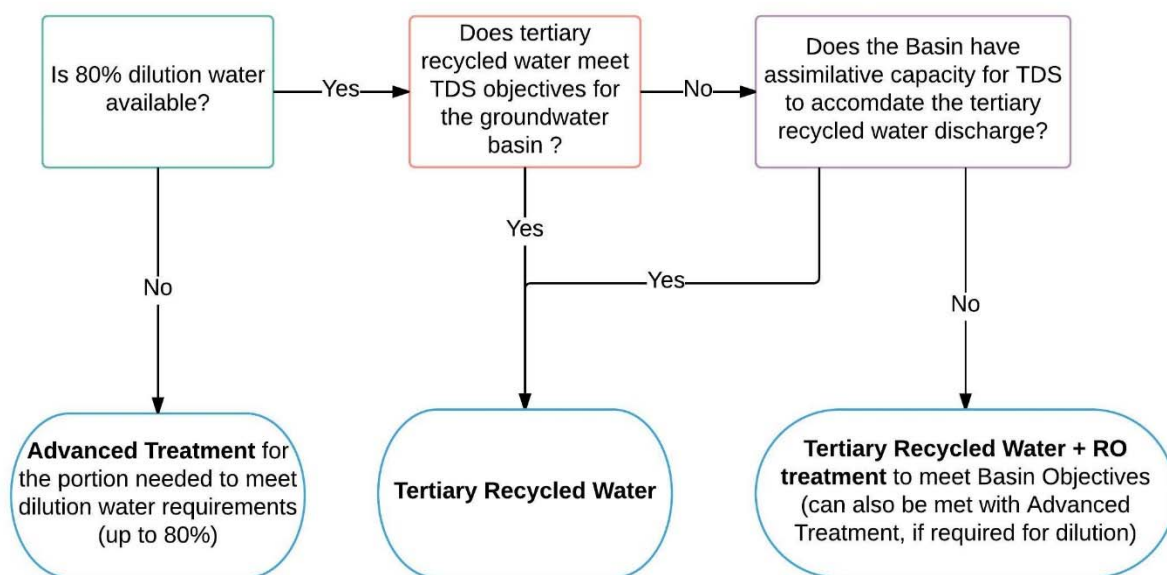 Is 80% dilution water
available?
Yes
Does tertiary
recycled water meet
TDS objectives for
the groundwater
basin ?
No
Does the Basin have
assimilative capacity for TDS
to accomdate the tertiary
recycled water discharge?
No
Yes
Yes
No
Advanced Treatment for
the portion needed to meet
dilution water requirements
(up to 80%)
Tertiary Recycled Water
Tertiary Recycled Water + RO
treatment to meet Basin Objectives
(can also be met with Advanced
Treatment, if required for dilution)